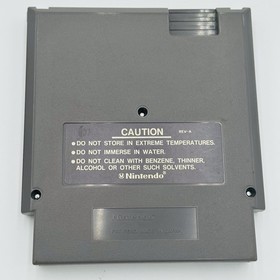 CAUTION
REV-A
• DO NOT STORE IN EXTREME TEMPERATURES.
• DO NOT IMMERSE IN WATER.
• DO NOT CLEAN WITH BENZENE, THINNER,
ALCOHOL OR OTHER SUCH SOLVENTS.
Nintendo